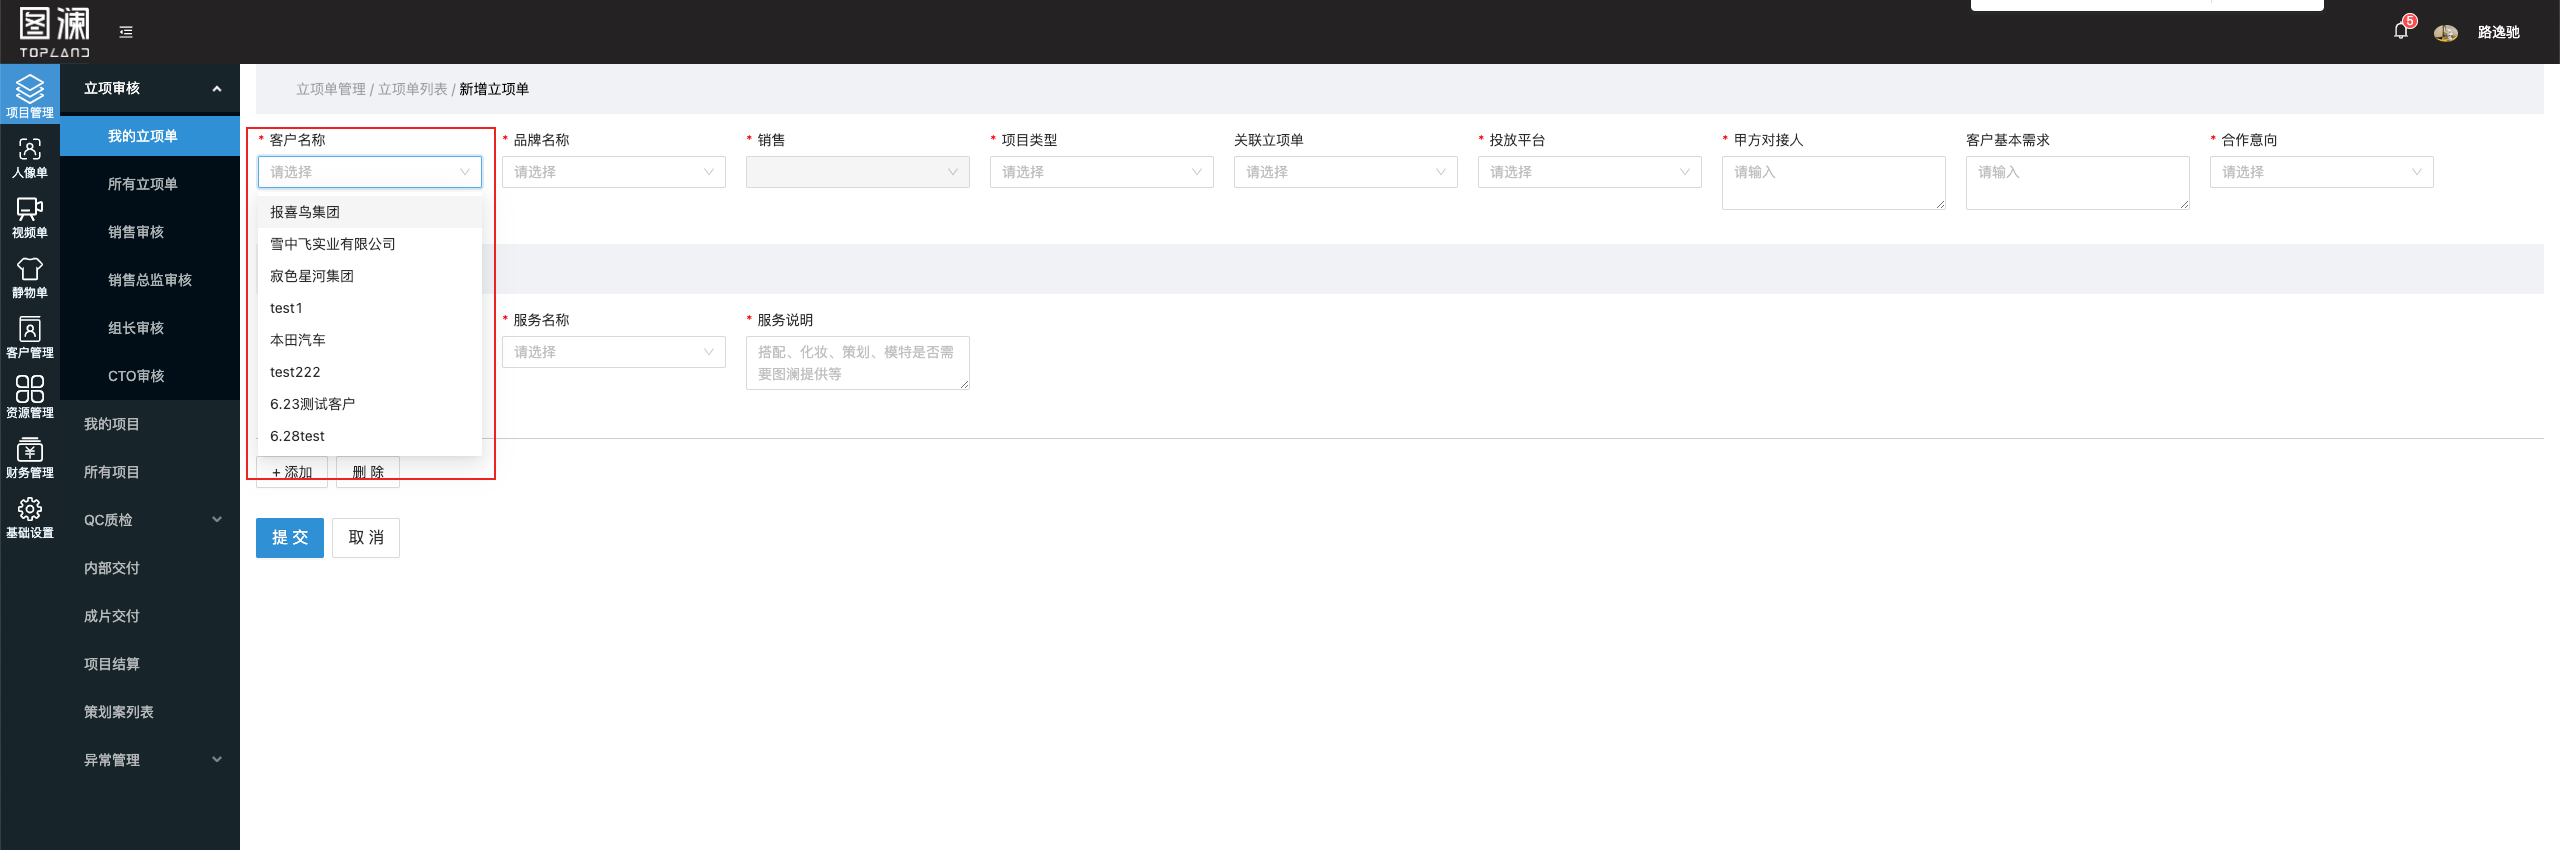 图澜
TOPLAND
5
路逸驰
项目管理
人像单
视频单
静物单
客户管理
资源管理
财务管理
基础设置
立项审核
我的立项单
所有立项单
销售审核
销售总监审核
组长审核
CTO审核
我的项目
所有项目
QC质检
内部交付
成片交付
项目结算
策划案列表
异常管理
立项单管理 / 立项单列表 / 新增立项单
* 客户名称
请选择
* 品牌名称
请选择
* 销售
* 项目类型
请选择
关联立项单
请选择
* 投放平台
请选择
* 甲方对接人
请输入
客户基本需求
请输入
* 合作意向
请选择
报喜鸟集团
雪中飞实业有限公司
寂色星河集团
test1
本田汽车
test222
6.23测试客户
6.28test
* 服务名称
请选择
* 服务说明
搭配、化妆、策划、模特是否需
要图澜提供等
+ 添加
删 除
提 交
取 消